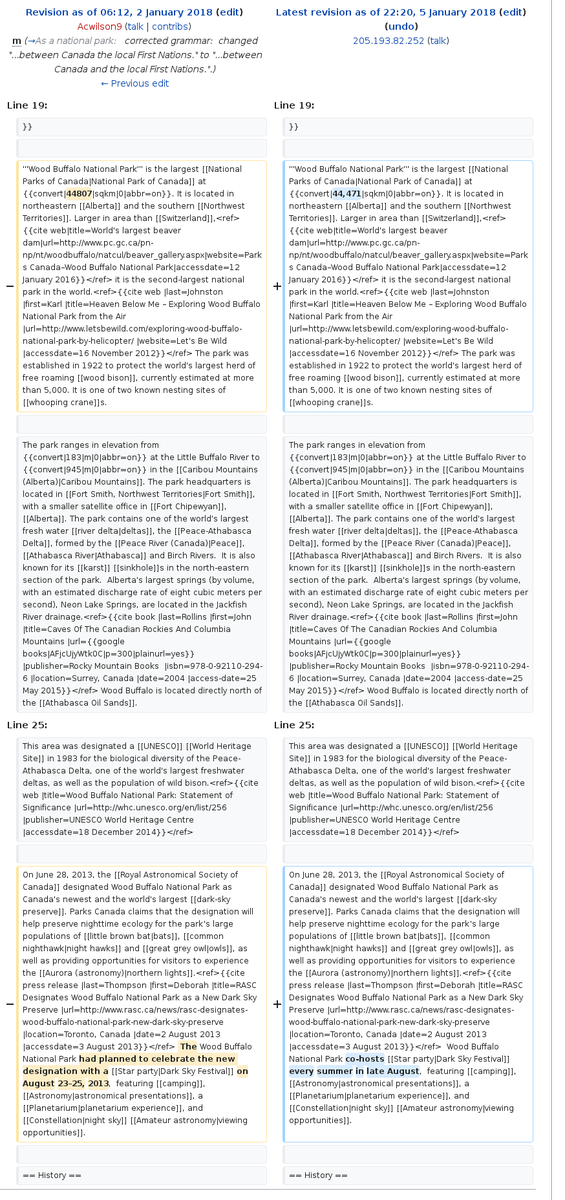 Revision as of 06:12, 2 January 2018 (edit)
Acwilson9 (talk | contribs)
m (→As a national park: corrected grammar: changed
"...between Canada the local First Nations." to "...between
Canada and the local First Nations.".)
← Previous edit
Latest revision as of 22:20, 5 January 2018 (edit)
(undo)
205.193.82.252 (talk)
Line 19:
Line 19:
}}
}}
−
'''Wood Buffalo National Park''' is the largest [[National
Parks of Canada|National Park of Canada]] at
{{convert|44807|sqkm|0|abbr=on}}. It is located in
northeastern [[Alberta]] and the southern [[Northwest
Territories]]. Larger in area than [[Switzerland]],<ref>
{{cite web|title=World's largest beaver
dam|url=http://www.pc.gc.ca/pn-
np/nt/woodbuffalo/natcul/beaver_gallery.aspx|website=Park
s Canada–Wood Buffalo National Park|accessdate=12
January 2016}}</ref> it is the second-largest national
park in the world.<ref>{{cite web |last=Johnston
|first=Karl |title=Heaven Below Me – Exploring Wood Buffalo
National Park from the Air
|url=http://www.letsbewild.com/exploring-wood-buffalo-
national-park-by-helicopter/ |website=Let's Be Wild
|accessdate=16 November 2012}}</ref> The park was
established in 1922 to protect the world's largest herd of
free roaming [[wood bison]], currently estimated at more
than 5,000. It is one of two known nesting sites of
[[whooping crane]]s.
+
'''Wood Buffalo National Park''' is the largest [[National
Parks of Canada|National Park of Canada]] at
{{convert|44,471|sqkm|0|abbr=on}}. It is located in
northeastern [[Alberta]] and the southern [[Northwest
Territories]]. Larger in area than [[Switzerland]],<ref>
{{cite web|title=World's largest beaver
dam|url=http://www.pc.gc.ca/pn-
np/nt/woodbuffalo/natcul/beaver_gallery.aspx|website=Park
s Canada–Wood Buffalo National Park|accessdate=12
January 2016}}</ref> it is the second-largest national
park in the world.<ref>{{cite web |last=Johnston
|first=Karl |title=Heaven Below Me – Exploring Wood Buffalo
National Park from the Air
|url=http://www.letsbewild.com/exploring-wood-buffalo-
national-park-by-helicopter/ |website=Let's Be Wild
|accessdate=16 November 2012}}</ref> The park was
established in 1922 to protect the world's largest herd of
free roaming [[wood bison]], currently estimated at more
than 5,000. It is one of two known nesting sites of
[[whooping crane]]s.
The park ranges in elevation from
{{convert|183|m|0|abbr=on}} at the Little Buffalo River to
{{convert|945|m|0|abbr=on}} in the [[Caribou Mountains
(Alberta)|Caribou Mountains]]. The park headquarters is
located in [[Fort Smith, Northwest Territories|Fort Smith]],
with a smaller satellite office in [[Fort Chipewyan]],
[[Alberta]]. The park contains one of the world's largest
fresh water [[river delta|deltas]], the [[Peace-Athabasca
Delta]], formed by the [[Peace River (Canada)|Peace]],
[[Athabasca River|Athabasca]] and Birch Rivers.  It is also
known for its [[karst]] [[sinkhole]]s in the north-eastern
section of the park.  Alberta's largest springs (by volume,
with an estimated discharge rate of eight cubic meters per
second), Neon Lake Springs, are located in the Jackfish
River drainage.<ref>{{cite book |last=Rollins |first=John
|title=Caves Of The Canadian Rockies And Columbia
Mountains |url={{google
books|AFjcUjyWtk0C|p=300|plainurl=yes}}
|publisher=Rocky Mountain Books  |isbn=978-0-92110-294-
6 |location=Surrey, Canada |date=2004 |access-date=25
May 2015}}</ref> Wood Buffalo is located directly north of
the [[Athabasca Oil Sands]].
The park ranges in elevation from
{{convert|183|m|0|abbr=on}} at the Little Buffalo River to
{{convert|945|m|0|abbr=on}} in the [[Caribou Mountains
(Alberta)|Caribou Mountains]]. The park headquarters is
located in [[Fort Smith, Northwest Territories|Fort Smith]],
with a smaller satellite office in [[Fort Chipewyan]],
[[Alberta]]. The park contains one of the world's largest
fresh water [[river delta|deltas]], the [[Peace-Athabasca
Delta]], formed by the [[Peace River (Canada)|Peace]],
[[Athabasca River|Athabasca]] and Birch Rivers.  It is also
known for its [[karst]] [[sinkhole]]s in the north-eastern
section of the park.  Alberta's largest springs (by volume,
with an estimated discharge rate of eight cubic meters per
second), Neon Lake Springs, are located in the Jackfish
River drainage.<ref>{{cite book |last=Rollins |first=John
|title=Caves Of The Canadian Rockies And Columbia
Mountains |url={{google
books|AFjcUjyWtk0C|p=300|plainurl=yes}}
|publisher=Rocky Mountain Books  |isbn=978-0-92110-294-
6 |location=Surrey, Canada |date=2004 |access-date=25
May 2015}}</ref> Wood Buffalo is located directly north of
the [[Athabasca Oil Sands]].
Line 25:
Line 25:
This area was designated a [[UNESCO]] [[World Heritage
Site]] in 1983 for the biological diversity of the Peace-
Athabasca Delta, one of the world's largest freshwater
deltas, as well as the population of wild bison.<ref>{{cite
web |title=Wood Buffalo National Park: Statement of
Significance |url=http://whc.unesco.org/en/list/256
|publisher=UNESCO World Heritage Centre
|accessdate=18 December 2014}}</ref>
This area was designated a [[UNESCO]] [[World Heritage
Site]] in 1983 for the biological diversity of the Peace-
Athabasca Delta, one of the world's largest freshwater
deltas, as well as the population of wild bison.<ref>{{cite
web |title=Wood Buffalo National Park: Statement of
Significance |url=http://whc.unesco.org/en/list/256
|publisher=UNESCO World Heritage Centre
|accessdate=18 December 2014}}</ref>
−
On June 28, 2013, the [[Royal Astronomical Society of
Canada]] designated Wood Buffalo National Park as
Canada's newest and the world's largest [[dark-sky
preserve]]. Parks Canada claims that the designation will
help preserve nighttime ecology for the park's large
populations of [[little brown bat|bats]], [[common
nighthawk|night hawks]] and [[great grey owl|owls]], as
well as providing opportunities for visitors to experience
the [[Aurora (astronomy)|northern lights]].<ref>{{cite
press release |last=Thompson |first=Deborah |title=RASC
Designates Wood Buffalo National Park as a New Dark Sky
Preserve |url=http://www.rasc.ca/news/rasc-designates-
wood-buffalo-national-park-new-dark-sky-preserve
|location=Toronto, Canada |date=2 August 2013
|accessdate=3 August 2013}}</ref>  The Wood Buffalo
National Park had planned to celebrate the new
designation with a [[Star party|Dark Sky Festival]] on
August 23–25, 2013,  featuring [[camping]],
[[Astronomy|astronomical presentations]], a
[[Planetarium|planetarium experience]], and
[[Constellation|night sky]] [[Amateur astronomy|viewing
opportunities]].
+
On June 28, 2013, the [[Royal Astronomical Society of
Canada]] designated Wood Buffalo National Park as
Canada's newest and the world's largest [[dark-sky
preserve]]. Parks Canada claims that the designation will
help preserve nighttime ecology for the park's large
populations of [[little brown bat|bats]], [[common
nighthawk|night hawks]] and [[great grey owl|owls]], as
well as providing opportunities for visitors to experience
the [[Aurora (astronomy)|northern lights]].<ref>{{cite
press release |last=Thompson |first=Deborah |title=RASC
Designates Wood Buffalo National Park as a New Dark Sky
Preserve |url=http://www.rasc.ca/news/rasc-designates-
wood-buffalo-national-park-new-dark-sky-preserve
|location=Toronto, Canada |date=2 August 2013
|accessdate=3 August 2013}}</ref>  Wood Buffalo
National Park co-hosts [[Star party|Dark Sky Festival]]
every summer in late August,  featuring [[camping]],
[[Astronomy|astronomical presentations]], a
[[Planetarium|planetarium experience]], and
[[Constellation|night sky]] [[Amateur astronomy|viewing
opportunities]].
== History ==
== History ==